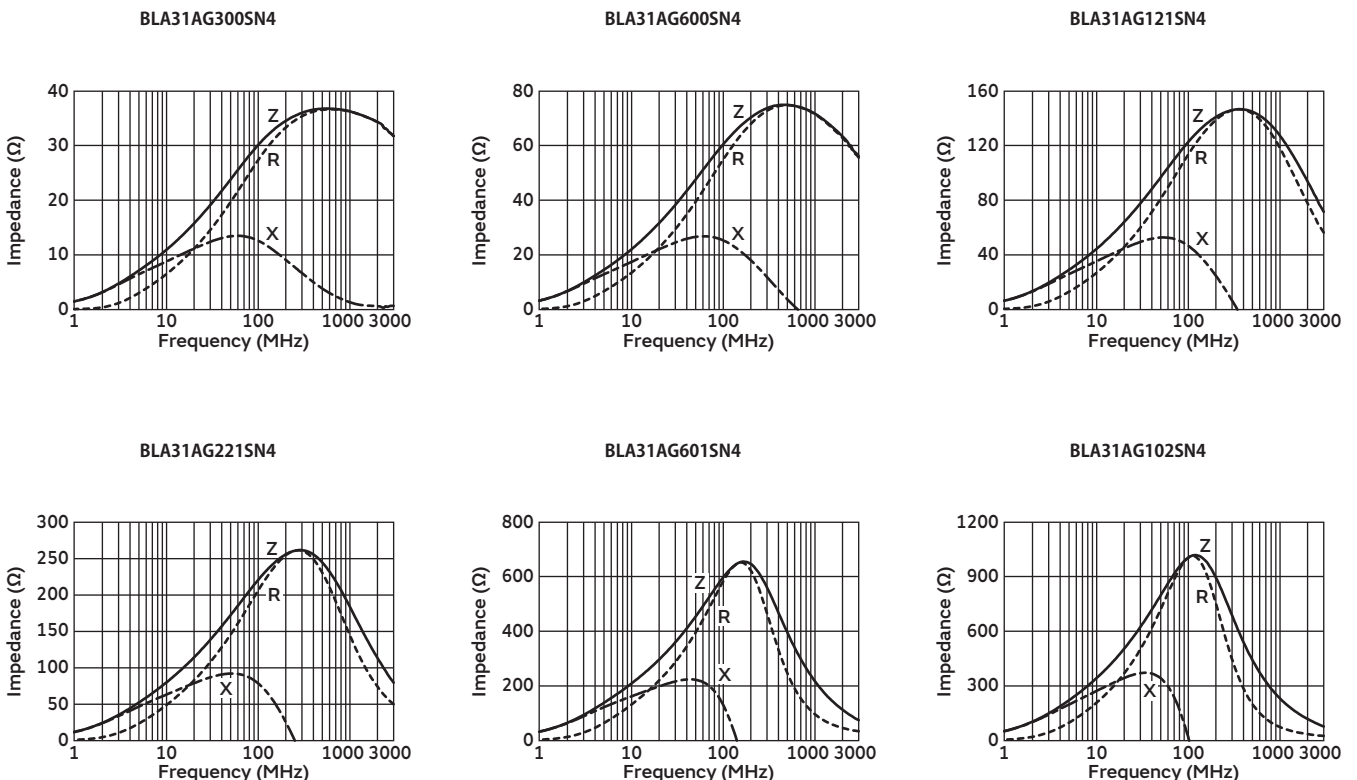 BLA31AG300SN4
40
30
20
10
0
Impedance (Ω)
Z
R
X
1 10 100 1000 3000
Frequency (MHz)
BLA31AG600SN4
80
60
40
20
0
Impedance (Ω)
Z
R
X
1 10 100 1000 3000
Frequency (MHz)
BLA31AG121SN4
160
120
80
40
0
Impedance (Ω)
Z
R
X
1 10 100 1000 3000
Frequency (MHz)
BLA31AG221SN4
300
250
200
150
100
50
0
Impedance (Ω)
Z
R
X
1 10 100 1000 3000
Frequency (MHz)
BLA31AG601SN4
800
600
400
200
0
Impedance (Ω)
Z
R
X
1 10 100 1000 3000
Frequency (MHz)
BLA31AG102SN4
1200
900
600
300
0
Impedance (Ω)
Z
R
X
1 10 100 1000 3000
Frequency (MHz)